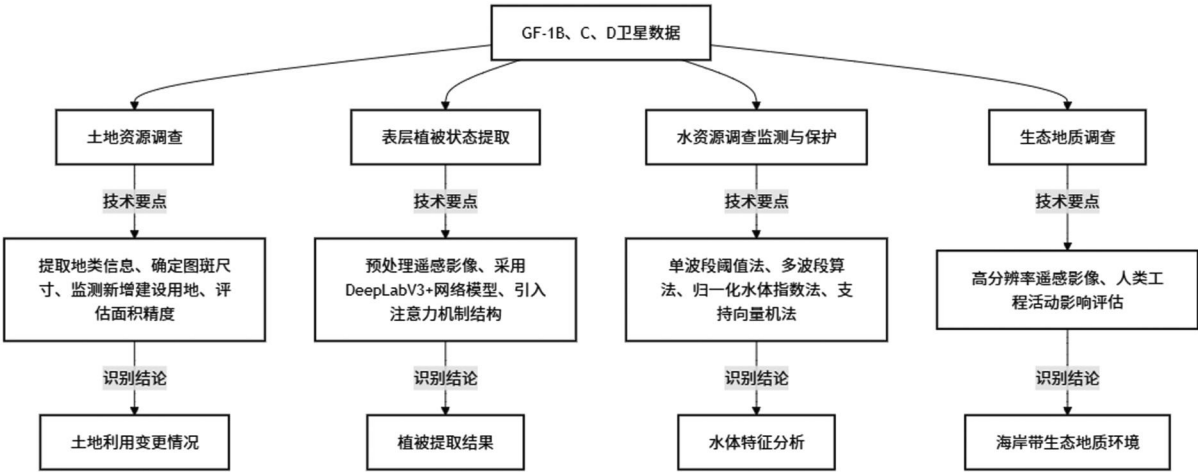 GF-1B、C、D卫星数据
土地资源调查
表层植被状态提取
水资源调查监测与保护
生态地质调查
技术要点
技术要点
技术要点
技术要点
提取地类信息、确定图斑尺
寸、监测新增建设用地、评
估面积精度
预处理遥感影像、采用
DeepLabV3+网络模型、引入
注意力机制结构
单波段阈值法、多波段算
法、归一化水体指数法、支
持向量机法
高分辨率遥感影像、人类工
程活动影响评估
识别结论
识别结论
识别结论
识别结论
土地利用变更情况
植被提取结果
水体特征分析
海岸带生态地质环境